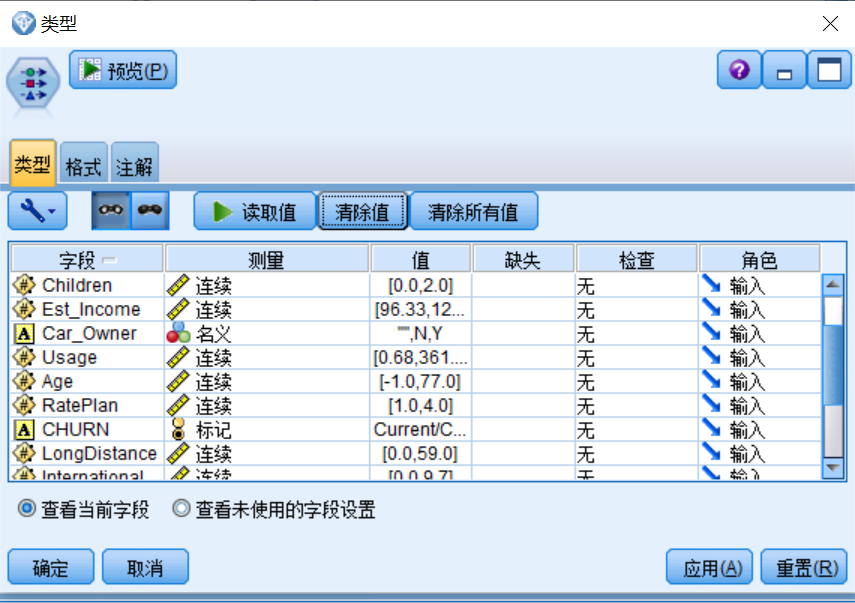 类型
预览(P)
类型 格式 注解
读取值 清除值 清除所有值
字段 测量 值 缺失 检查 角色
Children 连续 [0.0,2.0] 无 输入
Est_Income 连续 [96.33,12... 无 输入
A Car_Owner 名义 "",N,Y 无 输入
Usage 连续 [0.68,361.... 无 输入
Age 连续 [-1.0,77.0] 无 输入
RatePlan 连续 [1.0,4.0] 无 输入
A CHURN 标记 Current/C... 无 输入
LongDistance 连续 [0.0,59.0] 无 输入
International 连续 [0.0,9.7] 无 输入
查看当前字段 查看未使用的字段设置
确定 取消 应用(A) 重置(R)